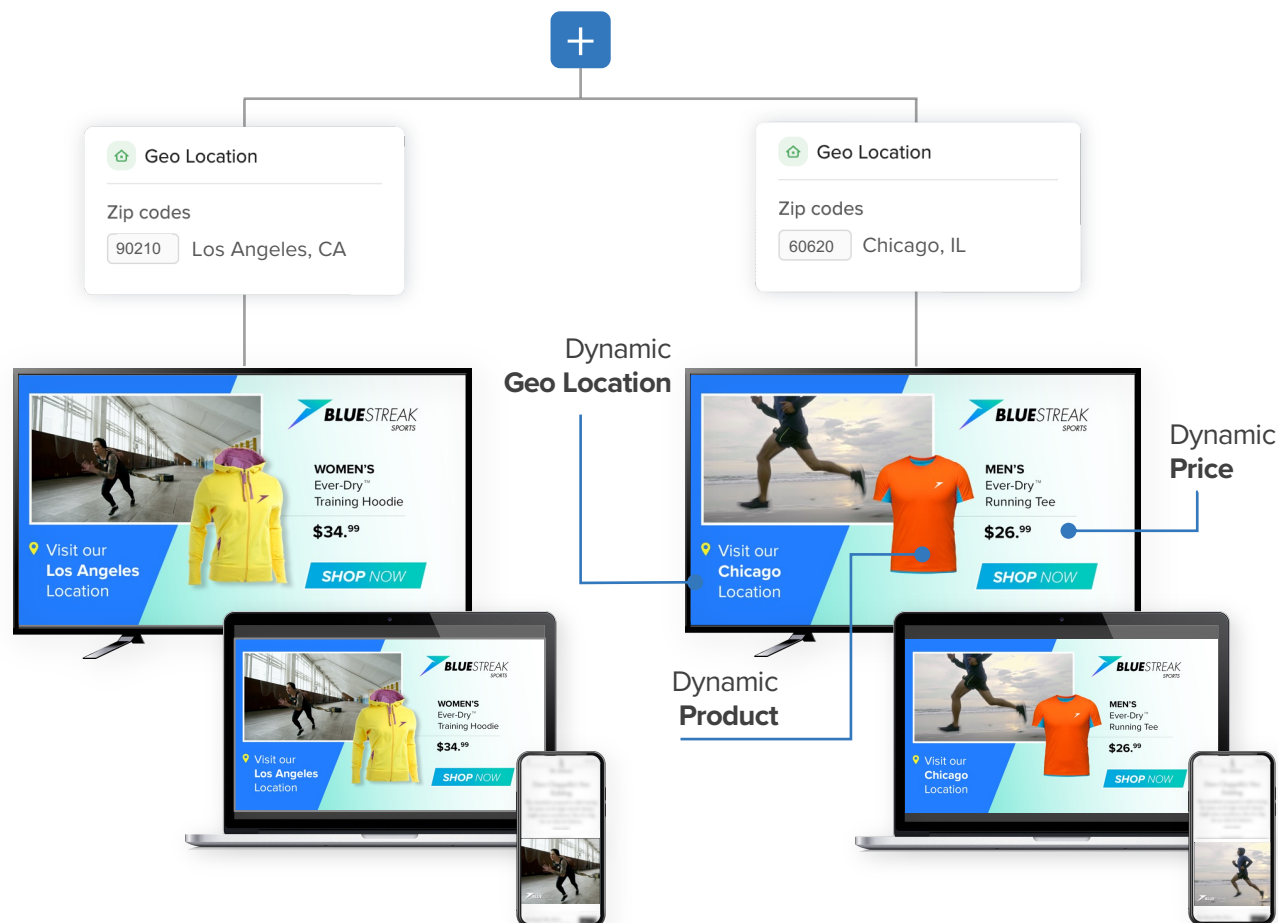 Geo Location
Zip codes
90210 Los Angeles, CA
Geo Location
Zip codes
60620 Chicago, IL
Dynamic
Geo Location
Dynamic
Price
Dynamic
Product
BLUESTREAK
SPORTS
WOMEN'S
Ever-Dry™
Training Hoodie
$34.99
Visit our
Los Angeles
Location
SHOP NOW
BLUESTREAK
SPORTS
MEN'S
Ever-Dry™
Running Tee
$26.99
Visit our
Chicago
Location
SHOP NOW
BLUESTREAK
SPORTS
WOMEN'S
Ever-Dry™
Training Hoodie
$34.99
Visit our
Los Angeles
Location
SHOP NOW
BLUESTREAK
SPORTS
MEN'S
Ever-Dry™
Running Tee
$26.99
Visit our
Chicago
Location
SHOP NOW